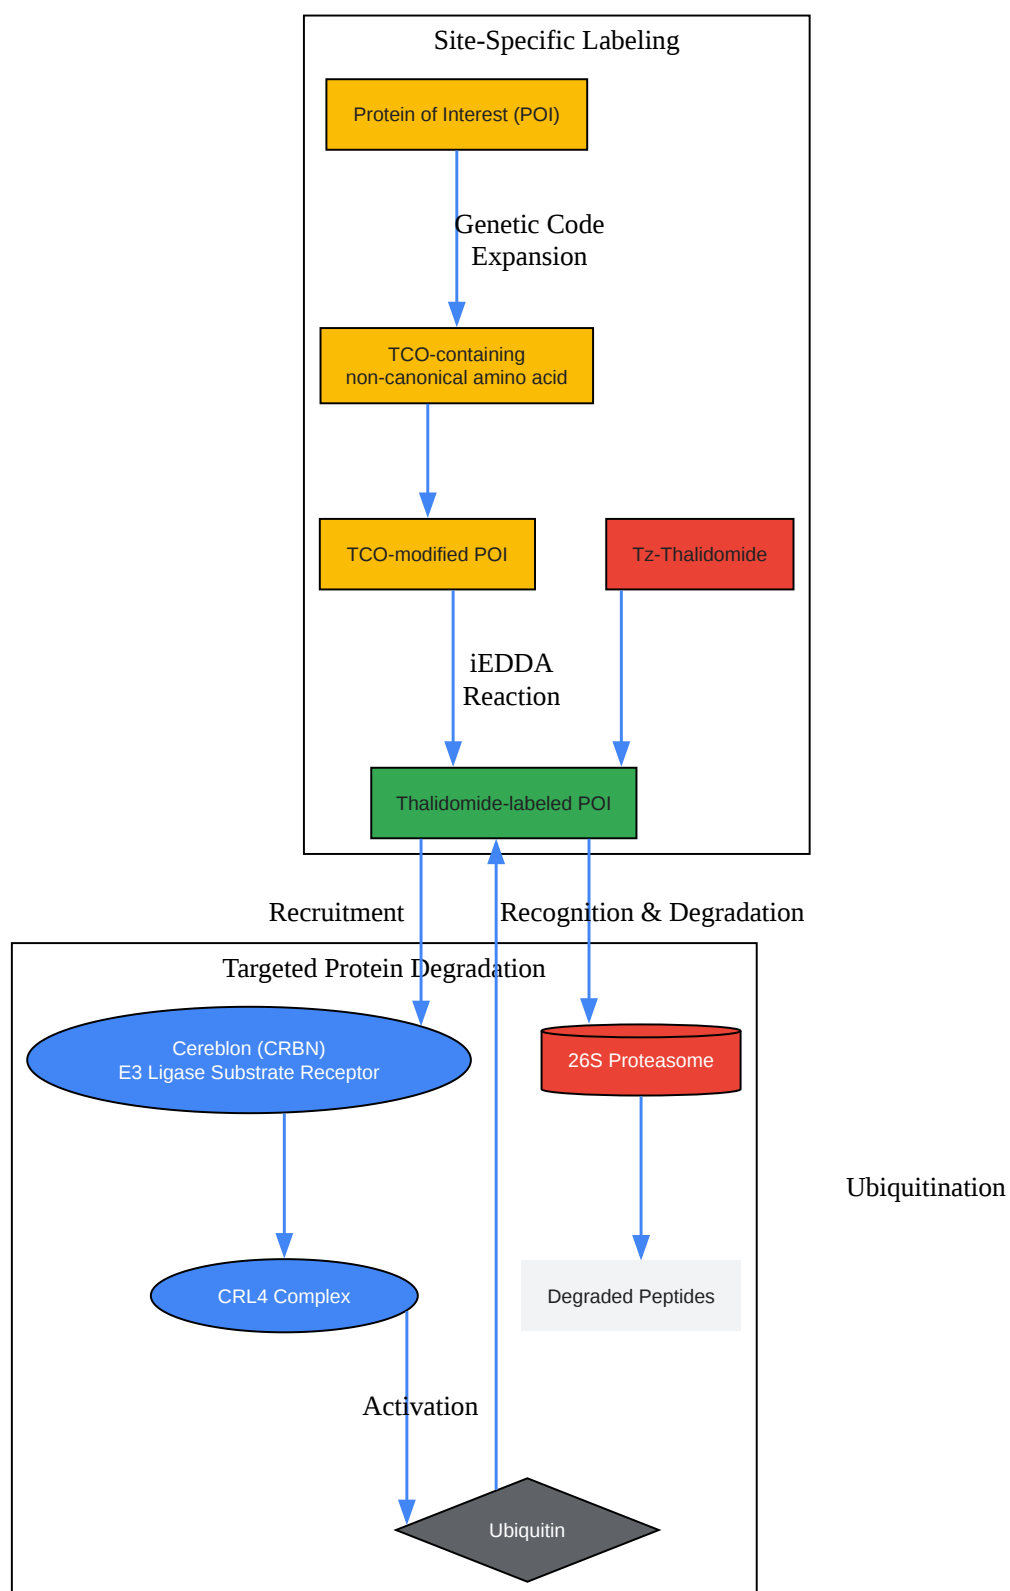 Site-Specific Labeling
Protein of Interest (POI)
Genetic Code
Expansion
TCO-containing
non-canonical amino acid
TCO-modified POI
Tz-Thalidomide
iEDDA
Reaction
Thalidomide-labeled POI
Recruitment
Recognition & Degradation
Targeted Protein Degradation
Cereblon (CRBN)
E3 Ligase Substrate Receptor
26S Proteasome
Ubiquitination
CRL4 Complex
Degraded Peptides
Activation
Ubiquitin